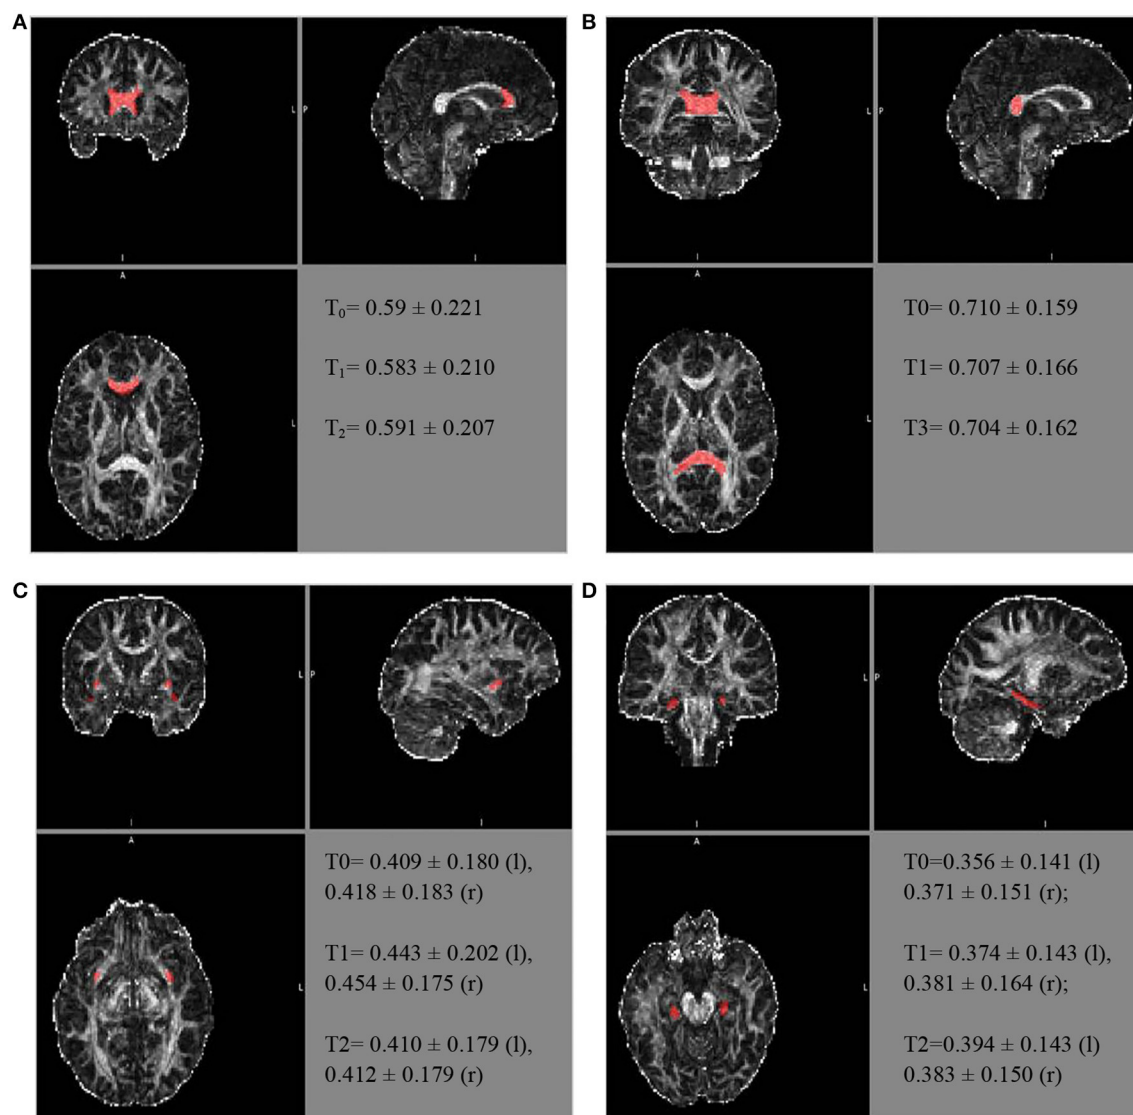 A
B
L P
L P
I
I
I
I
A
L
T₀= 0.59 ± 0.221
T₁= 0.583 ± 0.210
T₂= 0.591 ± 0.207
L
T0= 0.710 ± 0.159
T1= 0.707 ± 0.166
T3= 0.704 ± 0.162
C
D
L P
L P
I
I
I
A
A
L
T0= 0.409 ± 0.180 (l),
0.418 ± 0.183 (r)
T1= 0.443 ± 0.202 (l),
0.454 ± 0.175 (r)
T2= 0.410 ± 0.179 (l),
0.412 ± 0.179 (r)
L
T0=0.356 ± 0.141 (l)
0.371 ± 0.151 (r);
T1= 0.374 ± 0.143 (l),
0.381 ± 0.164 (r);
T2=0.394 ± 0.143 (l)
0.383 ± 0.150 (r)